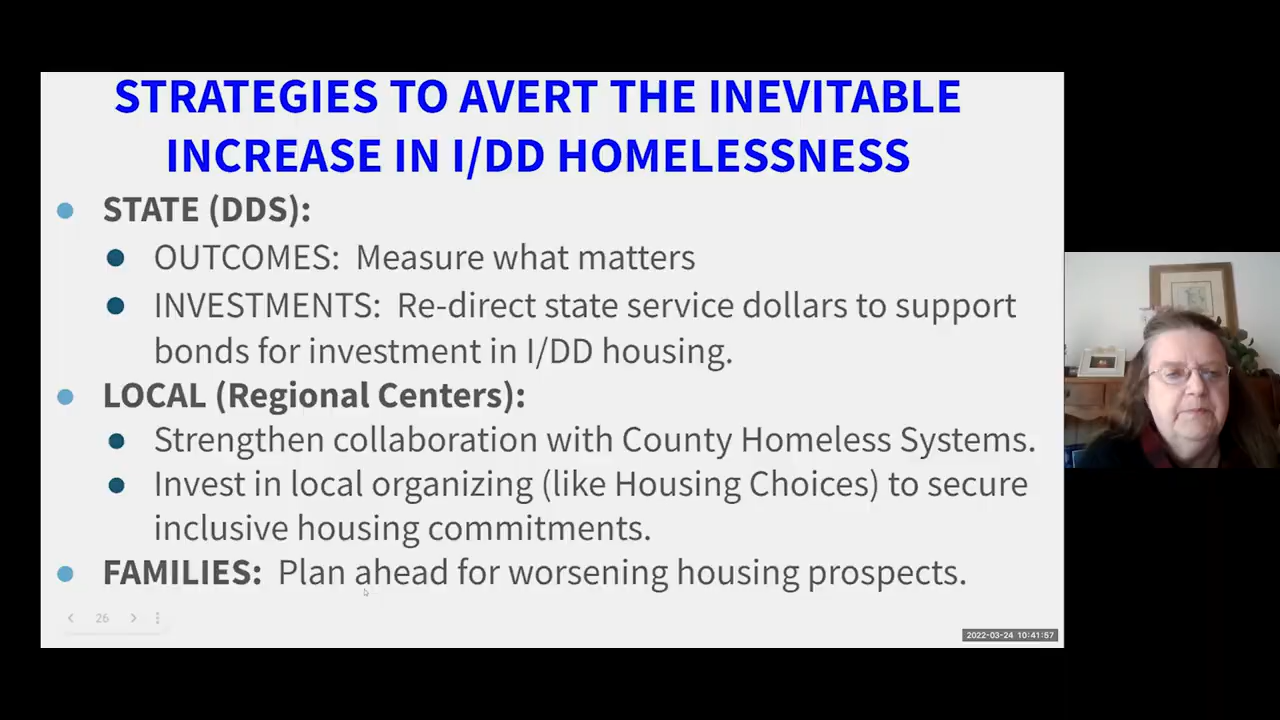 STRATEGIES TO AVERT THE INEVITABLE
INCREASE IN I/DD HOMELESSNESS
STATE (DDS):
OUTCOMES: Measure what matters
INVESTMENTS: Re-direct state service dollars to support
bonds for investment in I/DD housing.
LOCAL (Regional Centers):
Strengthen collaboration with County Homeless Systems.
Invest in local organizing (like Housing Choices) to secure
inclusive housing commitments.
FAMILIES: Plan ahead for worsening housing prospects.
26
2022-03-24 10:41:57